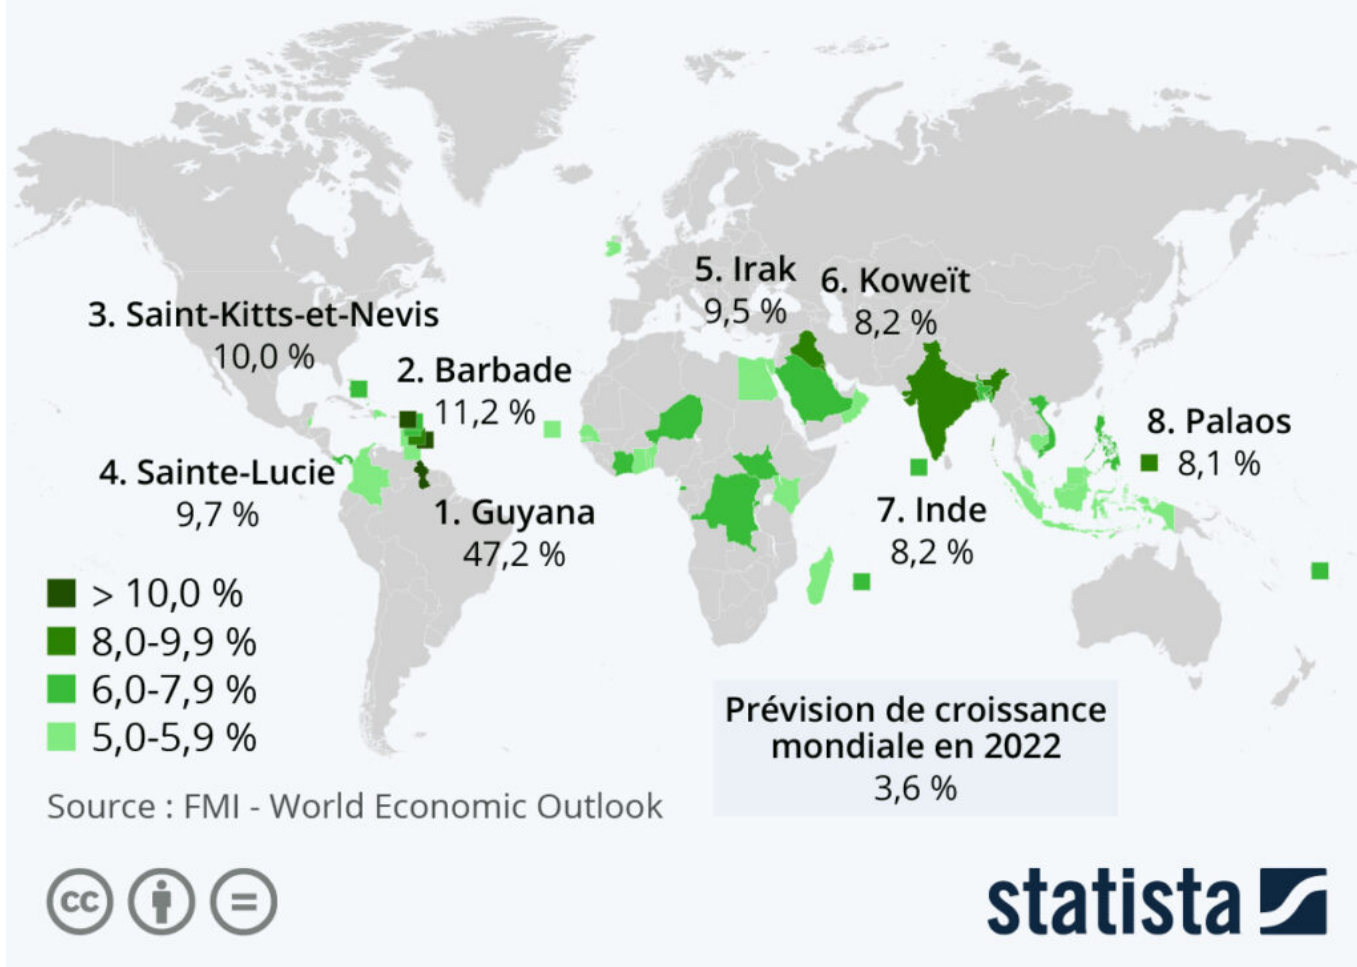 5. Irak
9,5 %
6. Koweït
8,2 %
3. Saint-Kitts-et-Nevis
10,0 %
2. Barbade
11,2 %
8. Palaos
8,1 %
4. Sainte-Lucie
9,7 %
1. Guyana
47,2 %
7. Inde
8,2 %
> 10,0 %
8,0-9,9 %
6,0-7,9 %
5,0-5,9 %
Prévision de croissance
mondiale en 2022
3,6 %
Source : FMI - World Economic Outlook
cc
=
statista